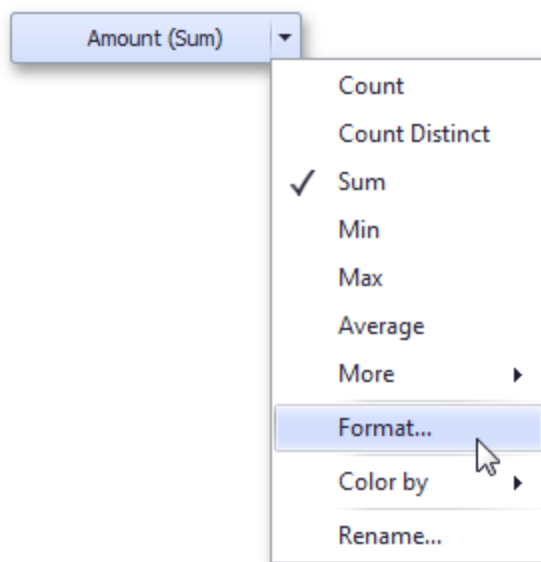 Amount (Sum)
Count
Count Distinct
Sum
Min
Max
Average
More
Format...
Color by
Rename...